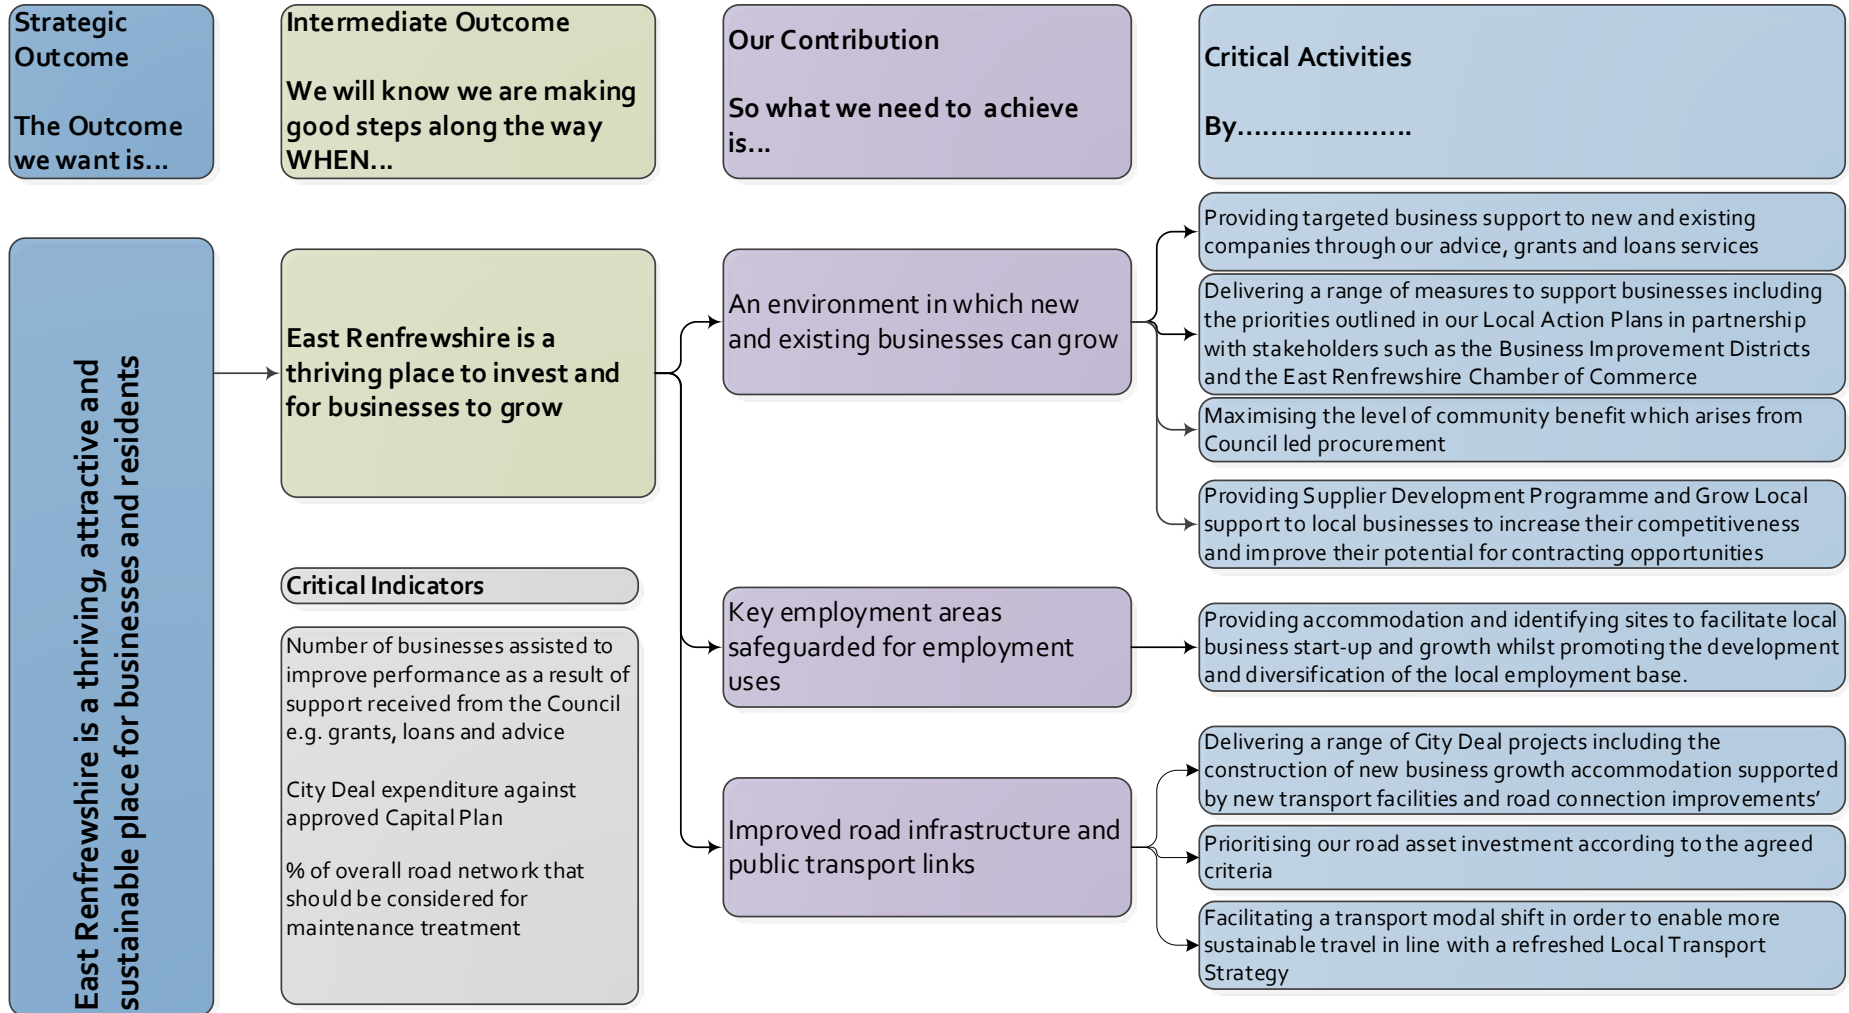 Strategic
Outcome
The Outcome
we want is...
Intermediate Outcome
We will know we are making
good steps along the way
WHEN...
Our Contribution
So what we need to achieve
is...
Critical Activities
By.....................
East Renfrewshire is a thriving, attractive and
sustainable place for businesses and residents
East Renfrewshire is a
thriving place to invest and
for businesses to grow
Critical Indicators
Number of businesses assisted to
improve performance as a result of
support received from the Council
e.g. grants, loans and advice
City Deal expenditure against
approved Capital Plan
% of overall road network that
should be considered for
maintenance treatment
An environment in which new
and existing businesses can grow
Key employment areas
safeguarded for employment
uses
Improved road infrastructure and
public transport links
Providing targeted business support to new and existing
companies through our advice, grants and loans services
Delivering a range of measures to support businesses including
the priorities outlined in our Local Action Plans in partnership
with stakeholders such as the Business Improvement Districts
and the East Renfrewshire Chamber of Commerce
Maximising the level of community benefit which arises from
Council led procurement
Providing Supplier Development Programme and Grow Local
support to local businesses to increase their competitiveness
and improve their potential for contracting opportunities
Providing accommodation and identifying sites to facilitate local
business start-up and growth whilst promoting the development
and diversification of the local employment base.
Delivering a range of City Deal projects including the
construction of new business growth accommodation supported
by new transport facilities and road connection improvements’
Prioritising our road asset investment according to the agreed
criteria
Facilitating a transport modal shift in order to enable more
sustainable travel in line with a refreshed Local Transport
Strategy